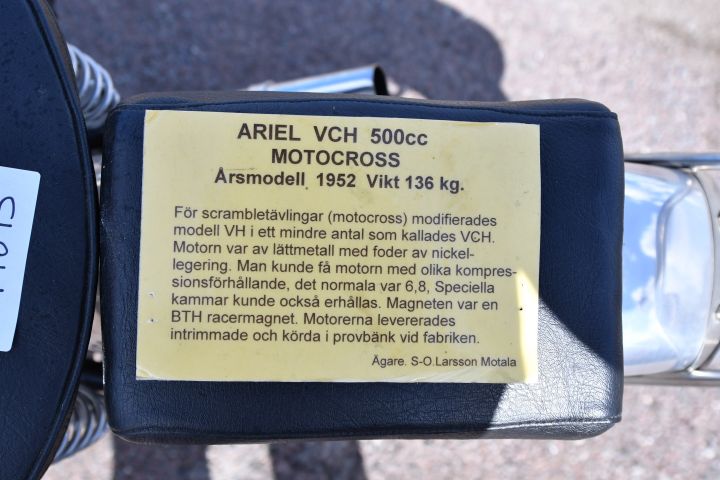 ARIEL VCH 500cc
MOTOCROSS
Årsmodell 1952 Vikt 136 kg.
För scrambletävlingar (motocross) modifierades
modell VH i ett mindre antal som kallades VCH.
Motorn var av lättmetall med foder av nickel-
legering. Man kunde få motorn med olika kompres-
sionsförhållande, det normala var 6,8, Speciella
kammar kunde också erhållas. Magneten var en
BTH racermagnet. Motorerna levererades
intrimmade och körda i provbänk vid fabriken.
Ägare. S-O Larsson Motala